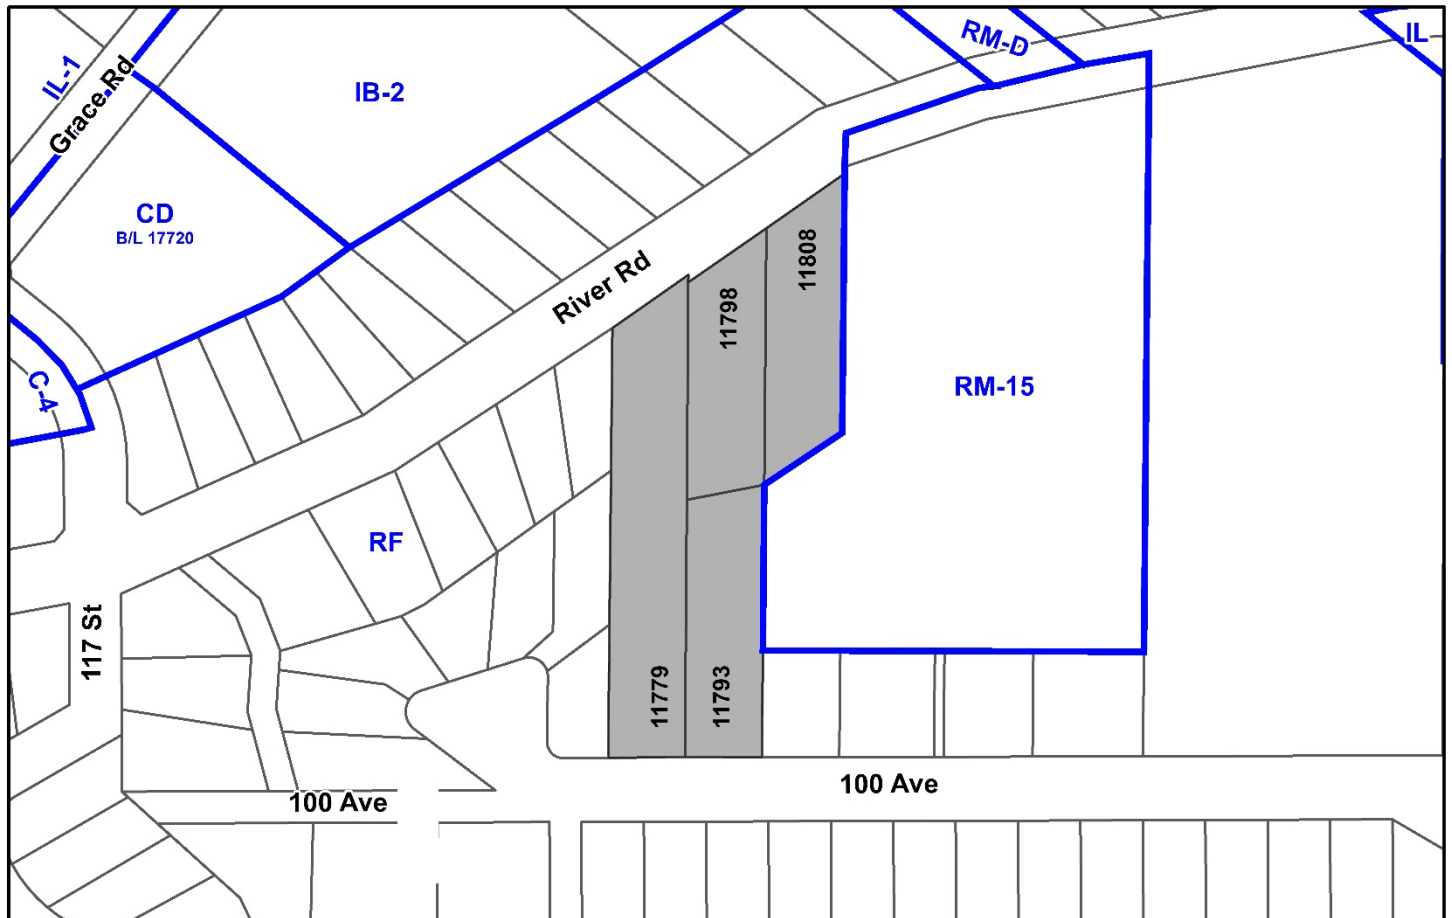 RM-D
IL
IL-1
Grace Rd
IB-2
CD
B/L 17720
11808
River Rd
11798
C-4
RM-15
RF
117 St
11779
11793
100 Ave
100 Ave